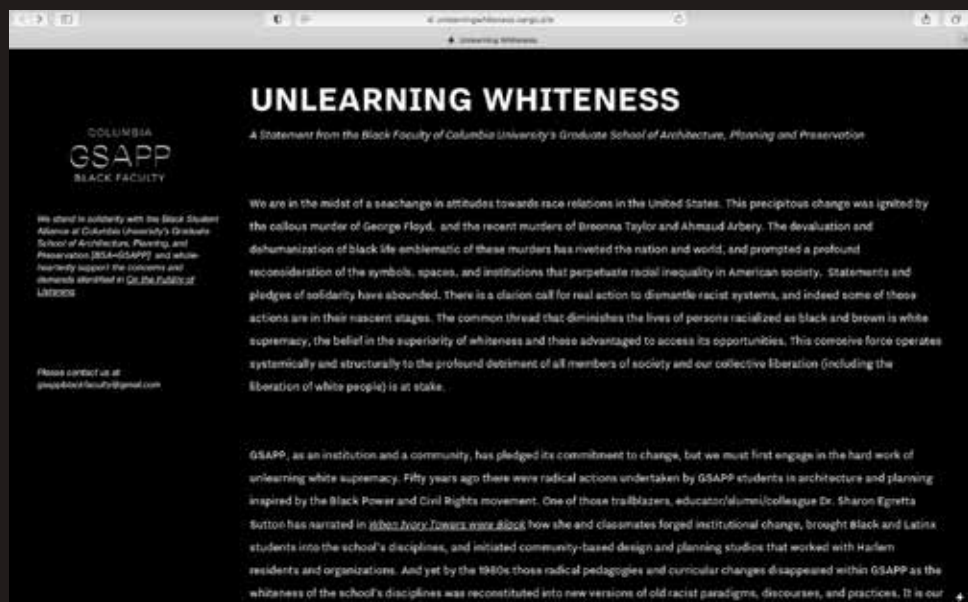 unlearningwhiteness.cargo.site
Unlearning Whiteness
UNLEARNING WHITENESS
A Statement from the Black Faculty of Columbia University's Graduate School of Architecture, Planning and Preservation
COLUMBIA
GSAPP
BLACK FACULTY
We stand in solidarity with the Black Student
Alliance at Columbia University's Graduate
School of Architecture, Planning, and
Preservation [BSA+GSAPP] and whole-
heartedly support the concerns and
demands identified in On the Futility of
Listening.
Please contact us at
gsappblackfaculty@gmail.com
We are in the midst of a seachange in attitudes towards race relations in the United States. This precipitous change was ignited by
the callous murder of George Floyd, and the recent murders of Breonna Taylor and Ahmaud Arbery. The devaluation and
dehumanization of black life emblematic of these murders has riveted the nation and world, and prompted a profound
reconsideration of the symbols, spaces, and institutions that perpetuate racial inequality in American society. Statements and
pledges of solidarity have abounded. There is a clarion call for real action to dismantle racist systems, and indeed some of these
actions are in their nascent stages. The common thread that diminishes the lives of persons racialized as black and brown is white
supremacy, the belief in the superiority of whiteness and those advantaged to access its opportunities. This corrosive force operates
systemically and structurally to the profound detriment of all members of society and our collective liberation (including the
liberation of white people) is at stake.
GSAPP, as an institution and a community, has pledged its commitment to change, but we must first engage in the hard work of
unlearning white supremacy. Fifty years ago there were radical actions undertaken by GSAPP students in architecture and planning
inspired by the Black Power and Civil Rights movement. One of those trailblazers, educator/alumni/colleague Dr. Sharon Egretta
Sutton has narrated in When Ivory Towers were Black how she and classmates forged institutional change, brought Black and Latinx
students into the school's disciplines, and initiated community-based design and planning studios that worked with Harlem
residents and organizations. And yet by the 1980s those radical pedagogies and curricular changes disappeared within GSAPP as the
whiteness of the school's disciplines was reconstituted into new versions of old racist paradigms, discourses, and practices. It is our